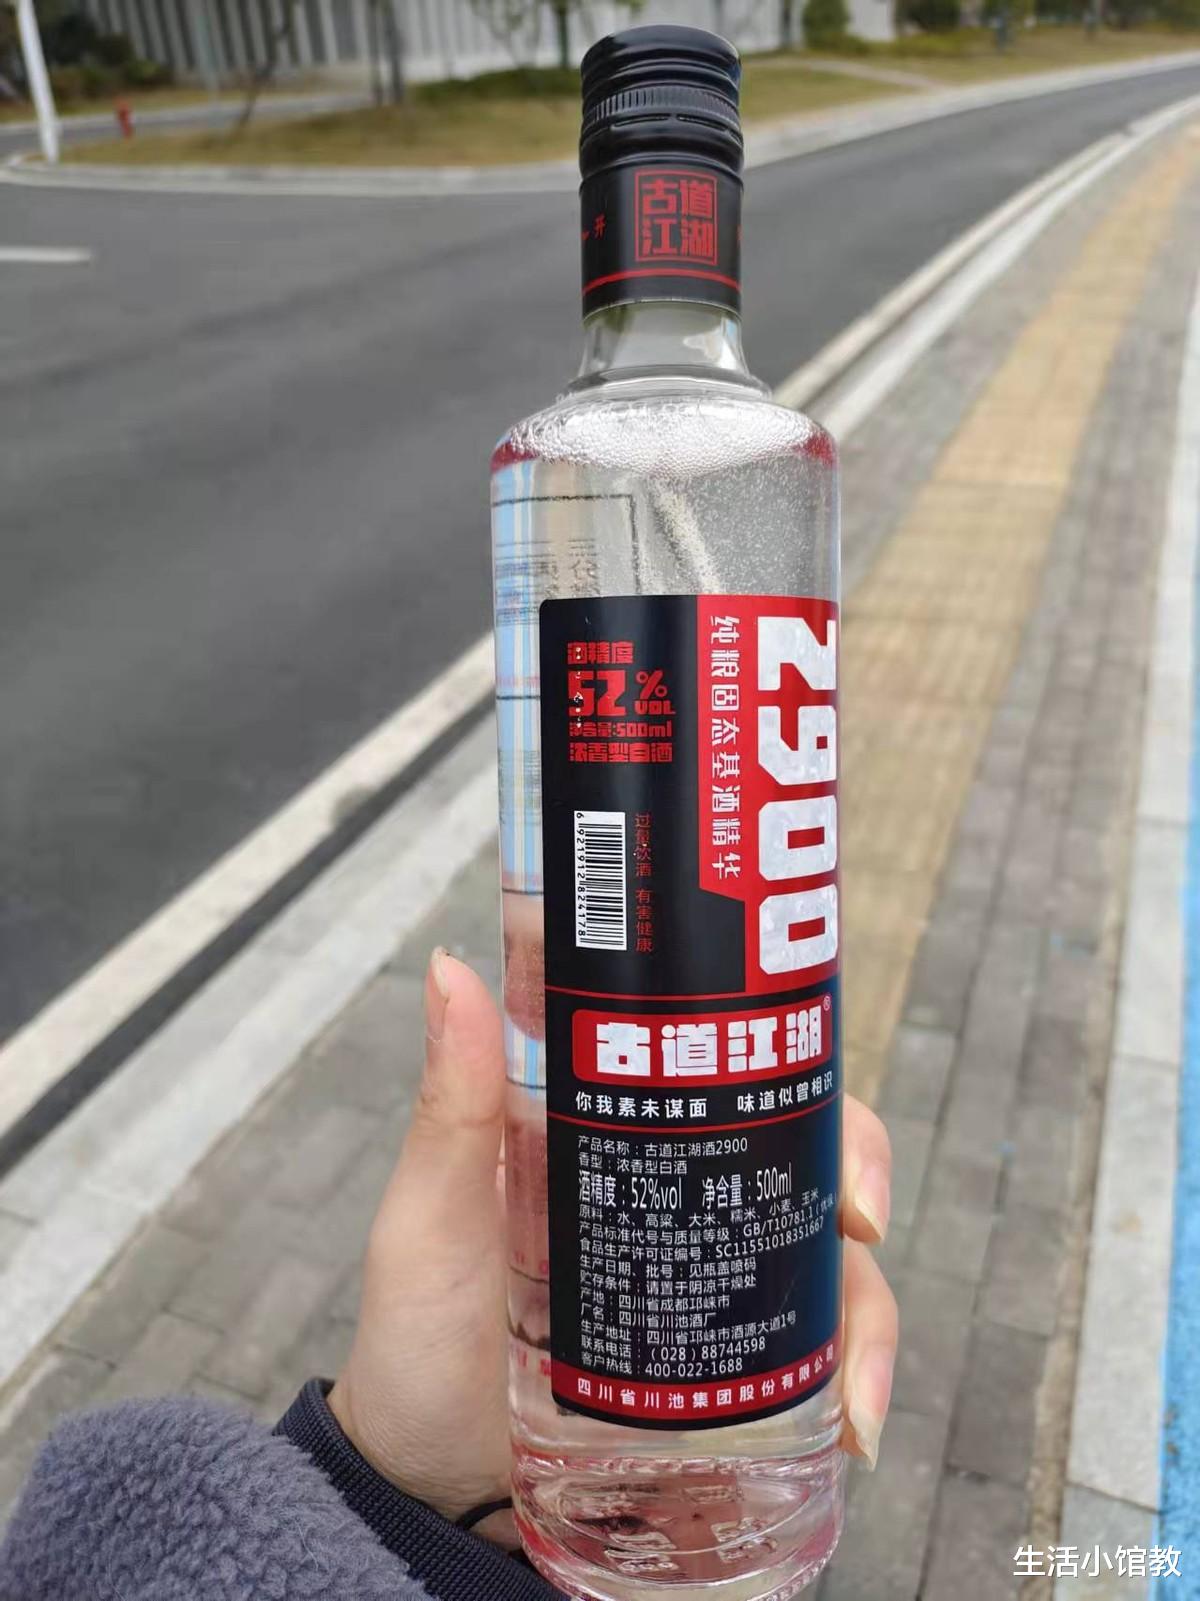 古道
江湖
开
2900
纯粮固态基酒精华
酒精度
52%VOL
净含量:500ml
浓香型白酒
过量饮酒 有害健康
6921912824178
古道江湖®
你我素未谋面 味道似曾相识
产品名称：古道江湖酒2900
香型：浓香型白酒
酒精度：52%vol 净含量：500ml
原料：水、高粱、大米、糯米、小麦、玉米
产品标准代号与质量等级：GB/T10781.1（优级）
食品生产许可证编号：SC11551018351667
生产日期、批号：见瓶盖喷码
贮存条件：请置于阴凉干燥处
产地：四川省成都邛崃市
厂名：四川省川池酒厂
生产地址：四川省邛崃市酒源大道1号
联系电话：（028）88744598
客户热线：400-022-1688
四川省川池集团股份有限公司
生活小馆教